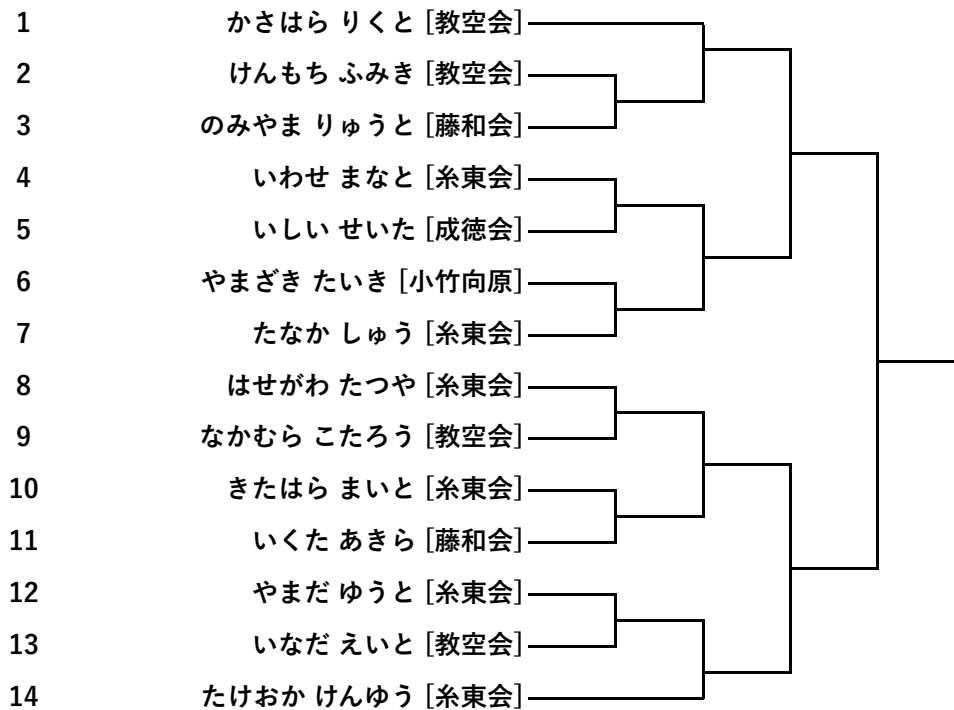 1 かさはら りくと [教空会]
2 けんもち ふみき [教空会]
3 のみやま りゅうと [藤和会]
4 いわせ まなと [糸東会]
5 いしい せいた [成徳会]
6 やまざき たいき [小竹向原]
7 たなか しゅう [糸東会]
8 はせがわ たつや [糸東会]
9 なかむら こたろう [教空会]
10 きたはら まいと [糸東会]
11 いくた あきら [藤和会]
12 やまだ ゆうと [糸東会]
13 いなだ えいと [教空会]
14 たけおか けんゆう [糸東会]